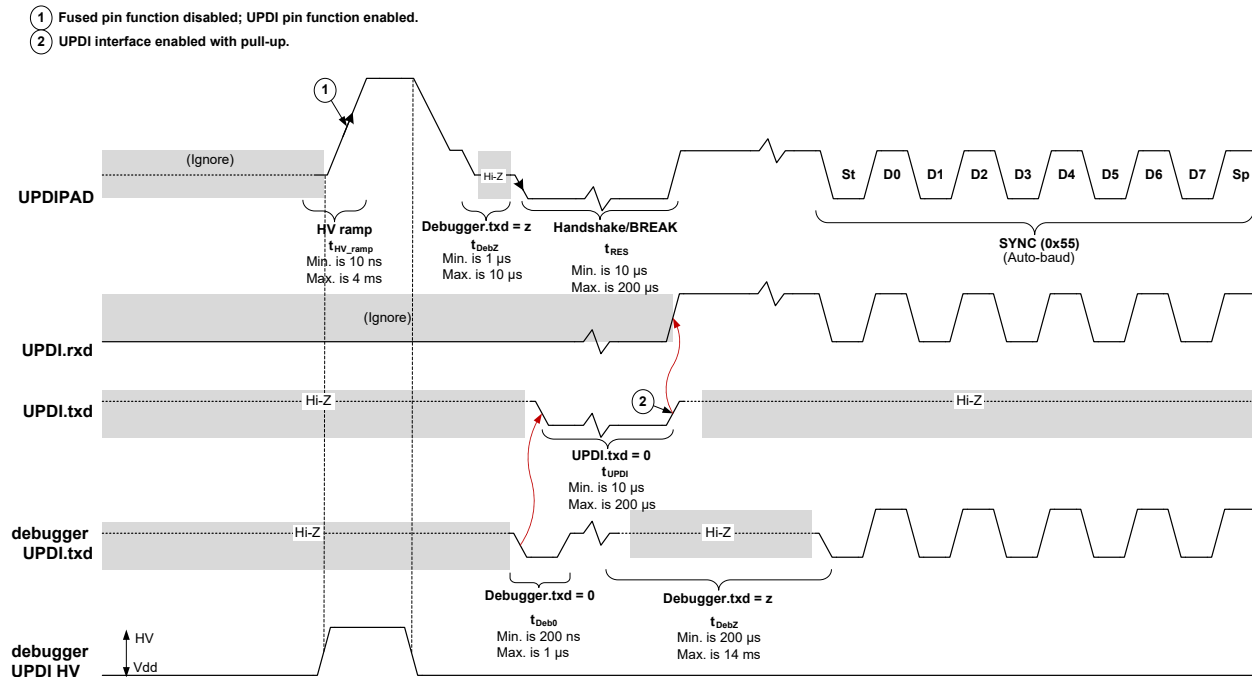 1 Fused pin function disabled; UPDI pin function enabled.
2 UPDI interface enabled with pull-up.
1
(Ignore)
Hi-Z
St D0 D1 D2 D3 D4 D5 D6 D7 Sp
UPDIPAD
HV ramp
tHV_ramp
Min. is 10 ns
Max. is 4 ms
Debugger.txd = z
tDebZ
Min. is 1 µs
Max. is 10 µs
Handshake/BREAK
tRES
Min. is 10 µs
Max. is 200 µs
SYNC (0x55)
(Auto-baud)
(Ignore)
UPDI.rxd
Hi-Z
2
Hi-Z
UPDI.txd
UPDI.txd = 0
tUPDI
Min. is 10 µs
Max. is 200 µs
Hi-Z
Hi-Z
debugger
UPDI.txd
Debugger.txd = 0
tDeb0
Min. is 200 ns
Max. is 1 µs
Debugger.txd = z
tDebZ
Min. is 200 µs
Max. is 14 ms
HV
Vdd
debugger
UPDI HV